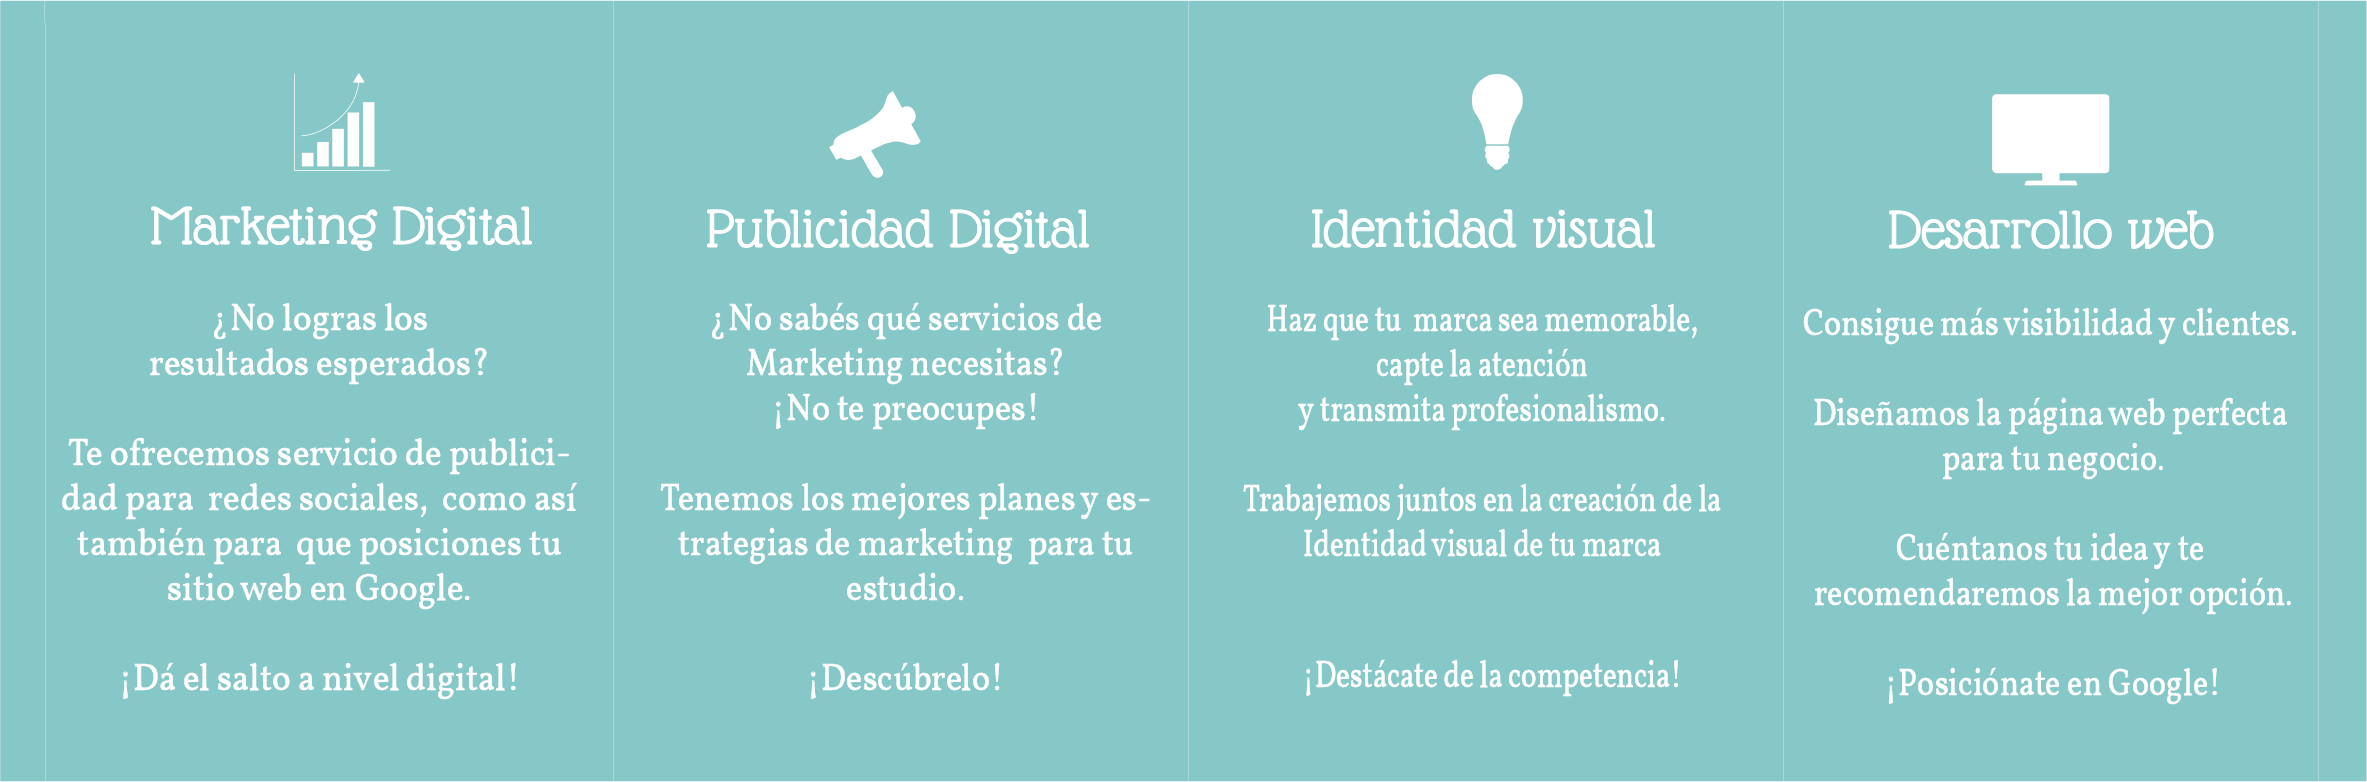 Marketing Digital
¿No logras los
resultados esperados?
Te ofrecemos servicio de publici-
dad para redes sociales, como así
también para que posiciones tu
sitio web en Google.
¡Dá el salto a nivel digital!
Publicidad Digital
¿No sabés qué servicios de
Marketing necesitas?
¡No te preocupes!
Tenemos los mejores planes y es-
trategias de marketing para tu
estudio.
¡Descúbrelo!
Identidad visual
Haz que tu marca sea memorable,
capte la atención
y transmita profesionalismo.
Trabajemos juntos en la creación de la
Identidad visual de tu marca
¡Destácate de la competencia!
Desarrollo web
Consigue más visibilidad y clientes.
Diseñamos la página web perfecta
para tu negocio.
Cuéntanos tu idea y te
recomendaremos la mejor opción.
¡Posiciónate en Google!